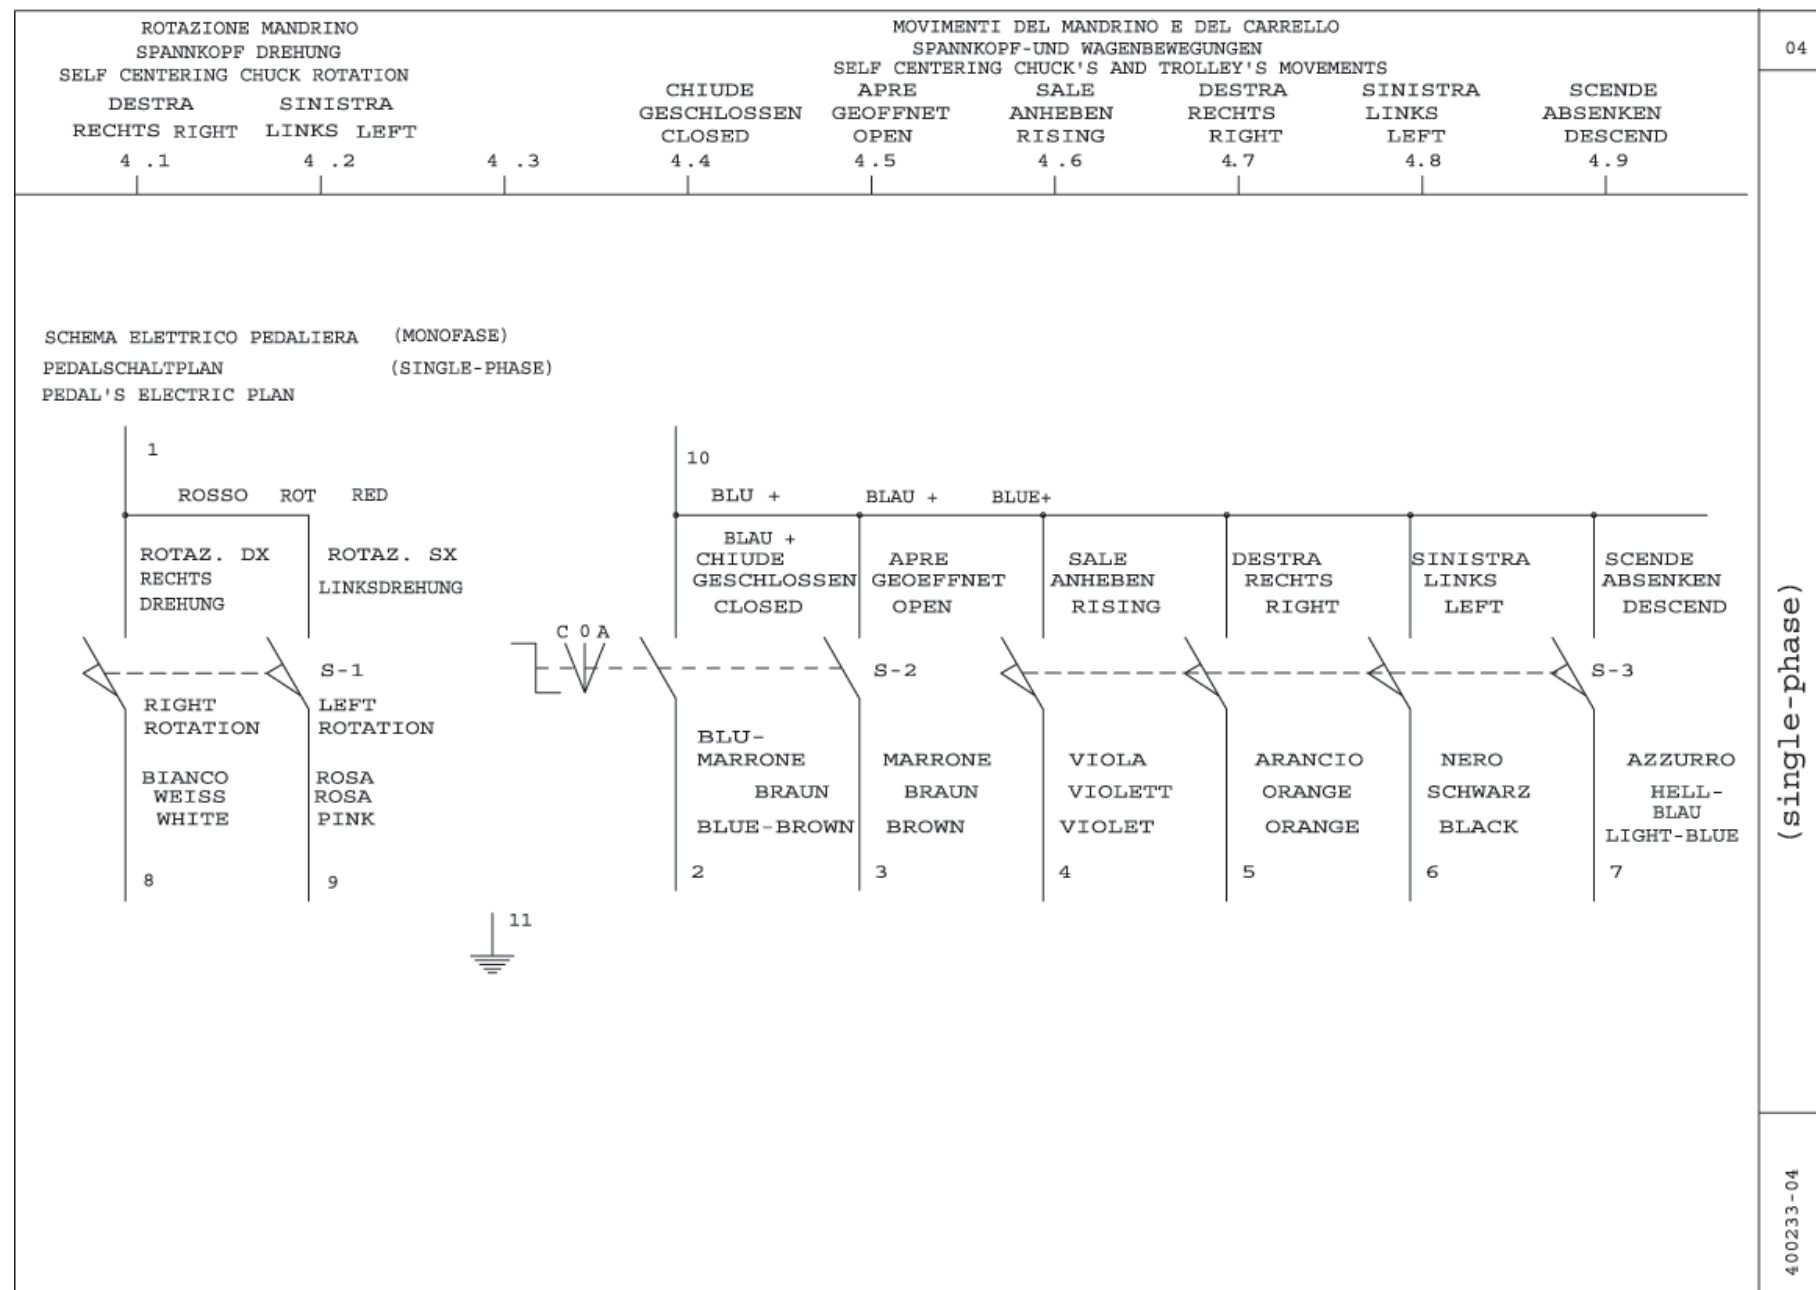 ROTAZIONE MANDRINO
SPANNKOPF DREHUNG
SELF CENTERING CHUCK ROTATION
DESTRA SINISTRA
RECHTS RIGHT LINKS LEFT
MOVIMENTI DEL MANDRINO E DEL CARRELLO
SPANNKOPF-UND WAGENBEWEGUNGEN
SELF CENTERING CHUCK'S AND TROLLEY'S MOVEMENTS
CHIUDE APRE SALE DESTRA SINISTRA SCENDE
GESCHLOSSEN GEOFFNET ANHEBEN RECHTS LINKS ABSENKEN
CLOSED OPEN RISING RIGHT LEFT DESCEND
4 .1 4 .2 4 .3 4.4 4.5 4.6 4.7 4.8 4.9
04
SCHEMA ELETTRICO PEDALIERA (MONOFASE)
PEDALSCHALTPLAN (SINGLE-PHASE)
PEDAL'S ELECTRIC PLAN
1
ROSSO ROT RED
ROTAZ. DX ROTAZ. SX
RECHTS LINKSDREHUNG
DREHUNG
S-1
RIGHT LEFT
ROTATION ROTATION
BIANCO ROSA
WEISS ROSA
WHITE PINK
8 9
11
10
BLU + BLAU + BLUE+
BLAU +
CHIUDE APRE SALE DESTRA SINISTRA SCENDE
GESCHLOSSEN GEOEFFNET ANHEBEN RECHTS LINKS ABSENKEN
CLOSED OPEN RISING RIGHT LEFT DESCEND
C 0 A
S-2 S-3
BLU-
MARRONE MARRONE VIOLA ARANCIO NERO AZZURRO
BRAUN BRAUN VIOLETT ORANGE SCHWARZ HELL-
BLAU
BLUE-BROWN BROWN VIOLET ORANGE BLACK LIGHT-BLUE
2 3 4 5 6 7
(single-phase)
400233-04